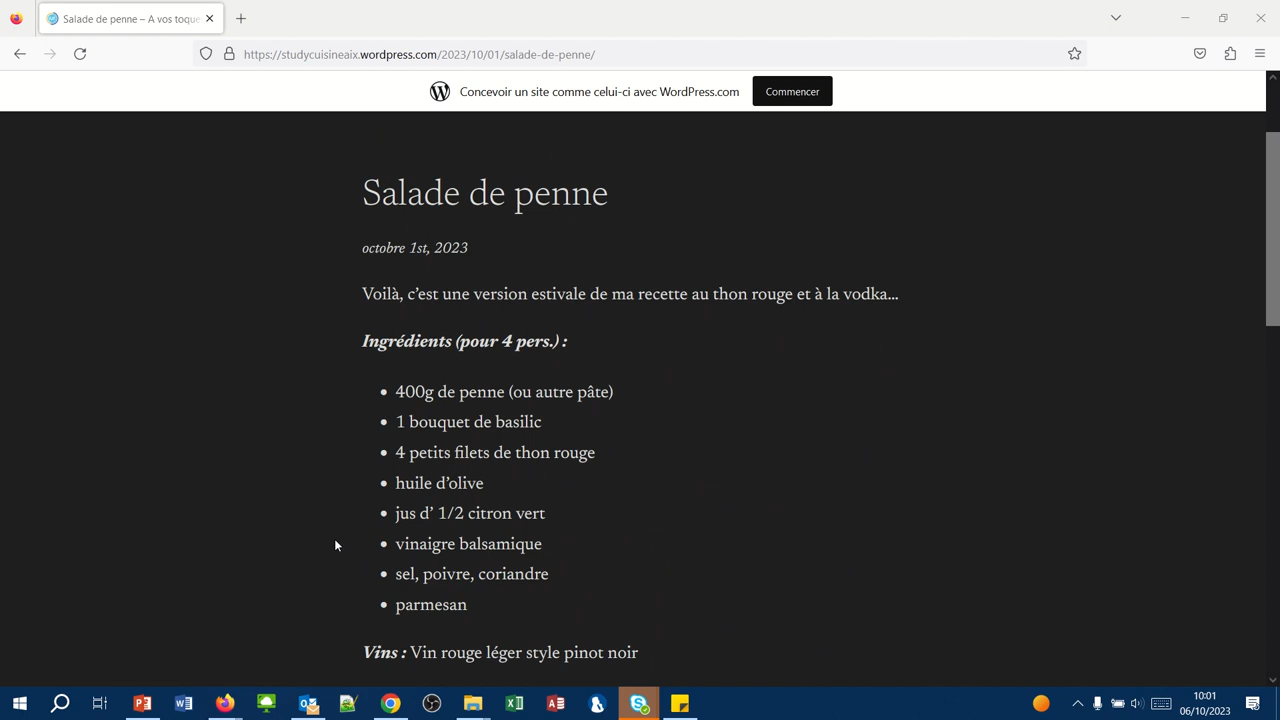 Salade de penne – A vos toque
https://studycuisineaix.wordpress.com/2023/10/01/salade-de-penne/
Concevoir un site comme celui-ci avec WordPress.com Commencer
Salade de penne
octobre 1st, 2023
Voilà, c’est une version estivale de ma recette au thon rouge et à la vodka…
Ingrédients (pour 4 pers.) :
• 400g de penne (ou autre pâte)
• 1 bouquet de basilic
• 4 petits filets de thon rouge
• huile d’olive
• jus d’ 1/2 citron vert
• vinaigre balsamique
• sel, poivre, coriandre
• parmesan
Vins : Vin rouge léger style pinot noir
10:01
06/10/2023